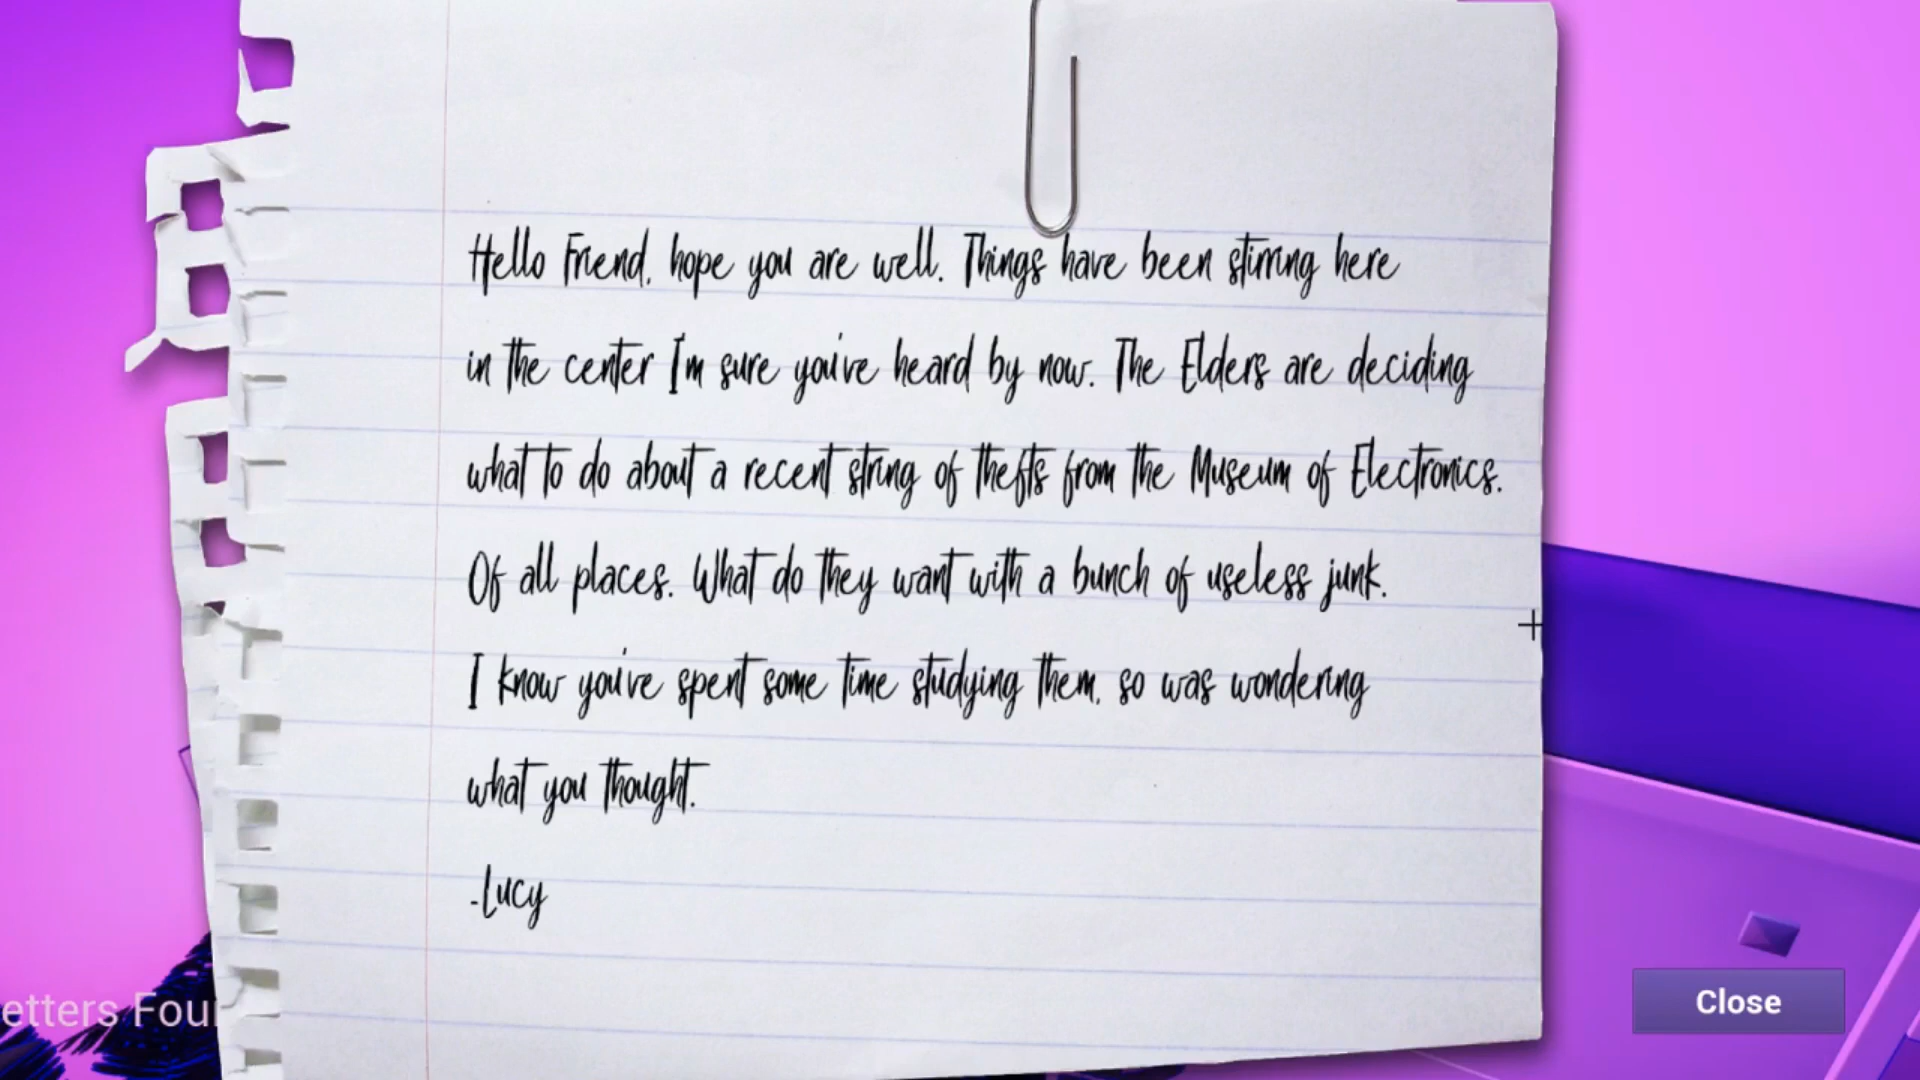 Hello Friend, hope you are well. Things have been stirring here
in the center I'm sure you've heard by now. The Elders are deciding
what to do about a recent string of thefts from the Museum of Electronics.
Of all places. What do they want with a bunch of useless junk.
I know you've spent some time studying them, so was wondering
what you thought.
-Lucy
etters Fou
Close